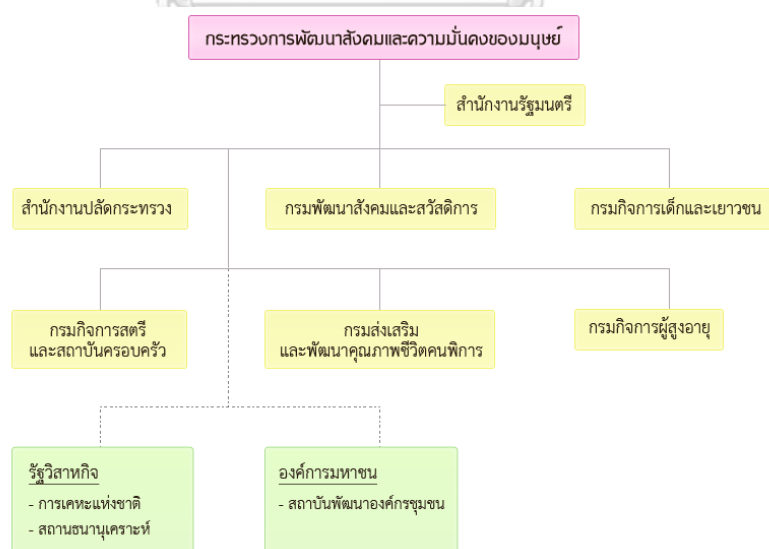 กระทรวงการพัฒนาสังคมและความมั่นคงของมนุษย์
สำนักงานรัฐมนตรี
สำนักงานปลัดกระทรวง
กรมพัฒนาสังคมและสวัสดิการ
กรมกิจการเด็กและเยาวชน
กรมกิจการสตรี
และสถาบันครอบครัว
กรมส่งเสริม
และพัฒนาคุณภาพชีวิตคนพิการ
กรมกิจการผู้สูงอายุ
รัฐวิสาหกิจ
- การเคหะแห่งชาติ
- สถานธนานุเคราะห์
องค์การมหาชน
- สถาบันพัฒนาองค์กรชุมชน